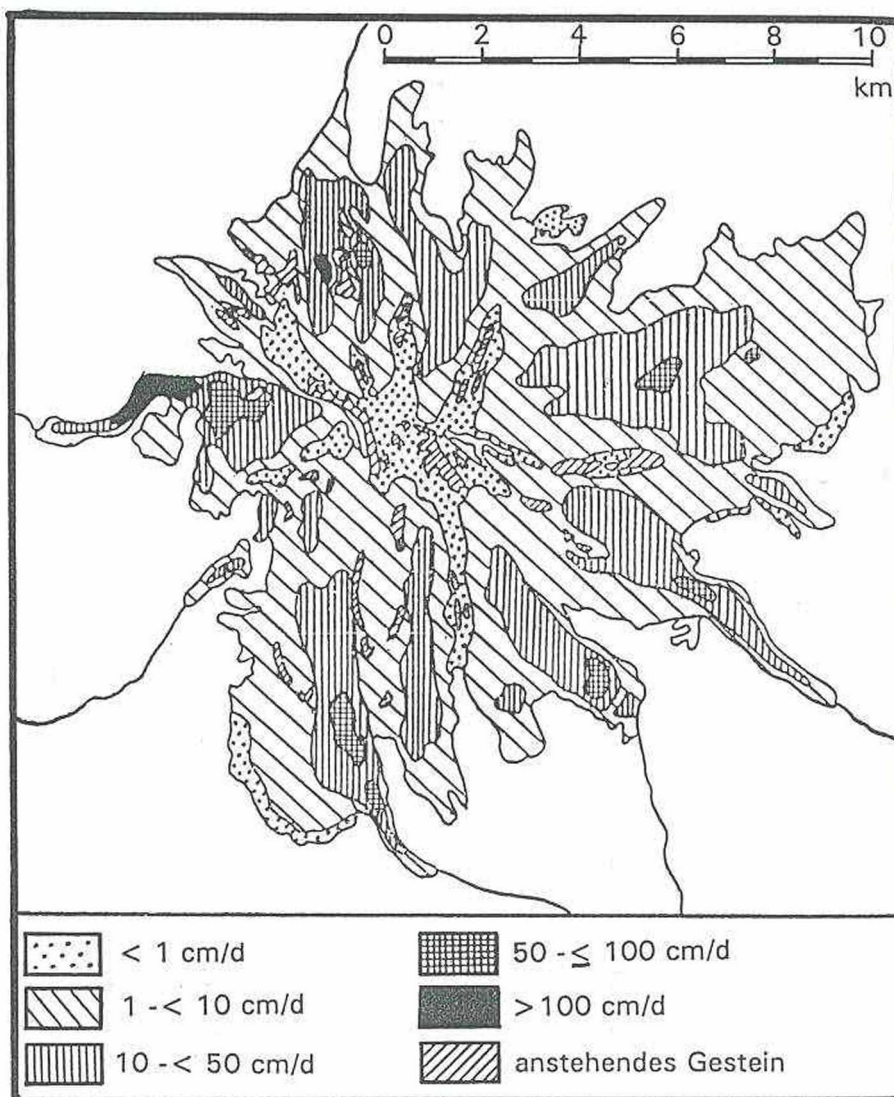 0 2 4 6 8 10
km
< 1 cm/d
1 -< 10 cm/d
10 -< 50 cm/d
50 -≤ 100 cm/d
>100 cm/d
anstehendes Gestein